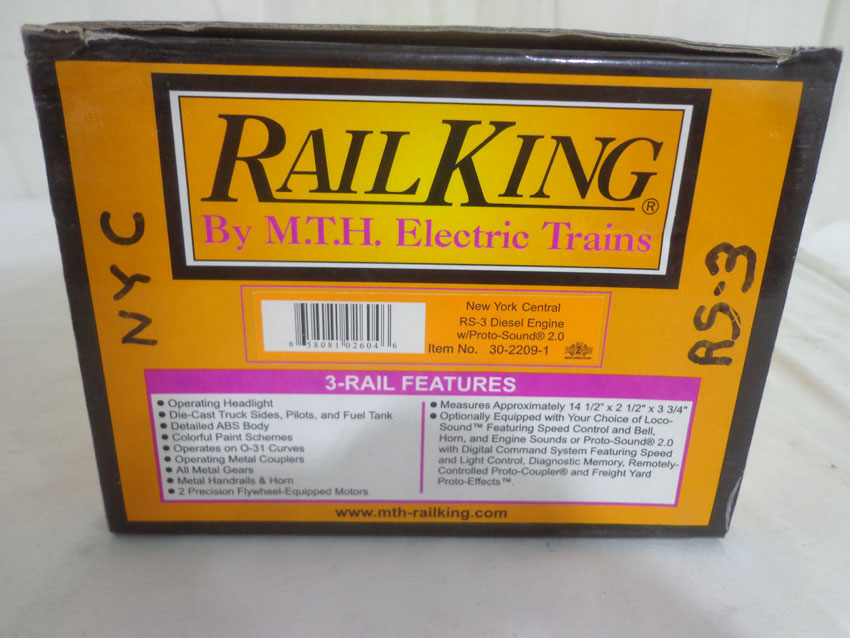 RAILKING®
By M.T.H. Electric Trains
NYC
RS-3
New York Central
RS-3 Diesel Engine
w/Proto-Sound® 2.0
Item No. 30-2209-1
6 58081 02604 6
3-RAIL FEATURES
• Operating Headlight
• Die-Cast Truck Sides, Pilots, and Fuel Tank
• Detailed ABS Body
• Colorful Paint Schemes
• Operates on O-31 Curves
• Operating Metal Couplers
• All Metal Gears
• Metal Handrails & Horn
• 2 Precision Flywheel-Equipped Motors
• Measures Approximately 14 1/2" x 2 1/2" x 3 3/4"
• Optionally Equipped with Your Choice of Loco-
Sound™ Featuring Speed Control and Bell,
Horn, and Engine Sounds or Proto-Sound® 2.0
with Digital Command System Featuring Speed
and Light Control, Diagnostic Memory, Remotely-
Controlled Proto-Coupler® and Freight Yard
Proto-Effects™.
www.mth-railking.com